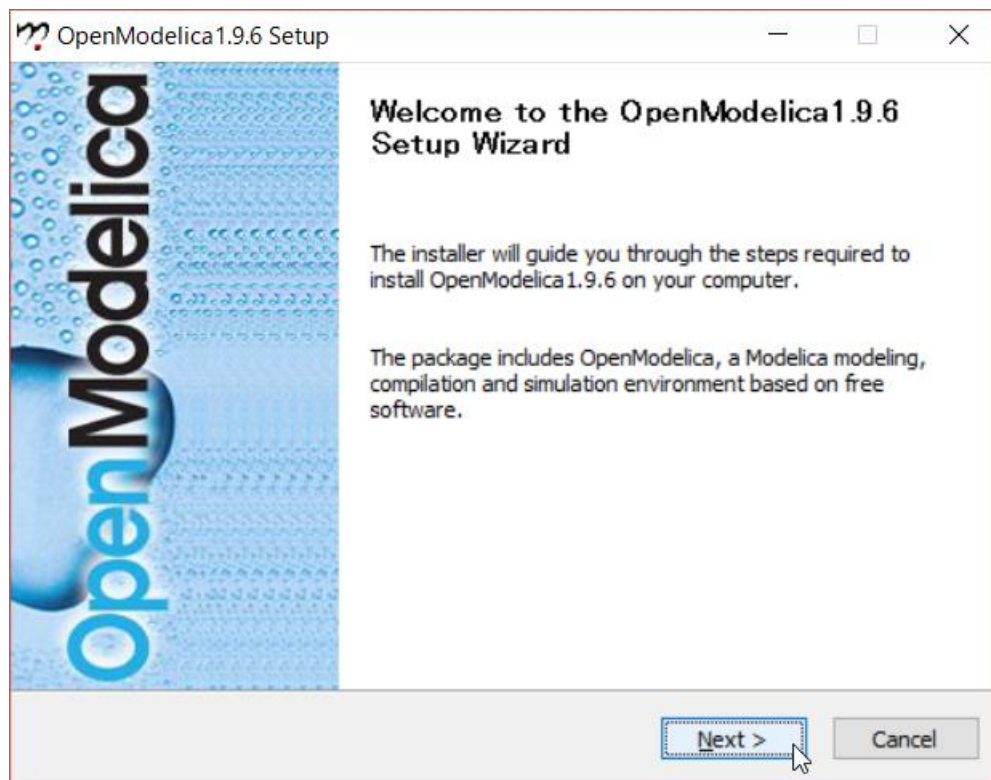 OpenModelica1.9.6 Setup
OpenModelica
Welcome to the OpenModelica1.9.6
Setup Wizard
The installer will guide you through the steps required to
install OpenModelica1.9.6 on your computer.
The package includes OpenModelica, a Modelica modeling,
compilation and simulation environment based on free
software.
Next >
Cancel